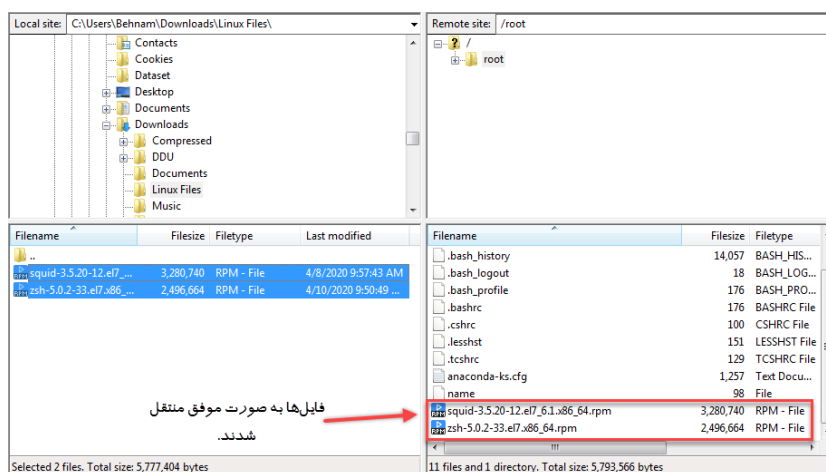 Local site: C:\Users\Behnam\Downloads\Linux Files\
Contacts
Cookies
Dataset
Desktop
Documents
Downloads
Compressed
DDU
Documents
Linux Files
Music
Remote site: /root
/
root
Filename Filesize Filetype Last modified
..
squid-3.5.20-12.el7_... 3,280,740 RPM - File 4/8/2020 9:57:43 AM
zsh-5.0.2-33.el7.x86_... 2,496,664 RPM - File 4/10/2020 9:50:49 ...
فایل‌ها به صورت موفق منتقل
شدند.
Selected 2 files. Total size: 5,777,404 bytes
Filename Filesize Filetype
.bash_history 14,057 BASH_HIS...
.bash_logout 18 BASH_LOG...
.bash_profile 176 BASH_PRO...
.bashrc 176 BASHRC File
.cshrc 100 CSHRC File
.lesshst 151 LESSHST File
.tcshrc 129 TCSHRC File
anaconda-ks.cfg 1,257 Text Docu...
name 98 File
squid-3.5.20-12.el7_6.1.x86_64.rpm 3,280,740 RPM - File
zsh-5.0.2-33.el7.x86_64.rpm 2,496,664 RPM - File
11 files and 1 directory. Total size: 5,793,566 bytes